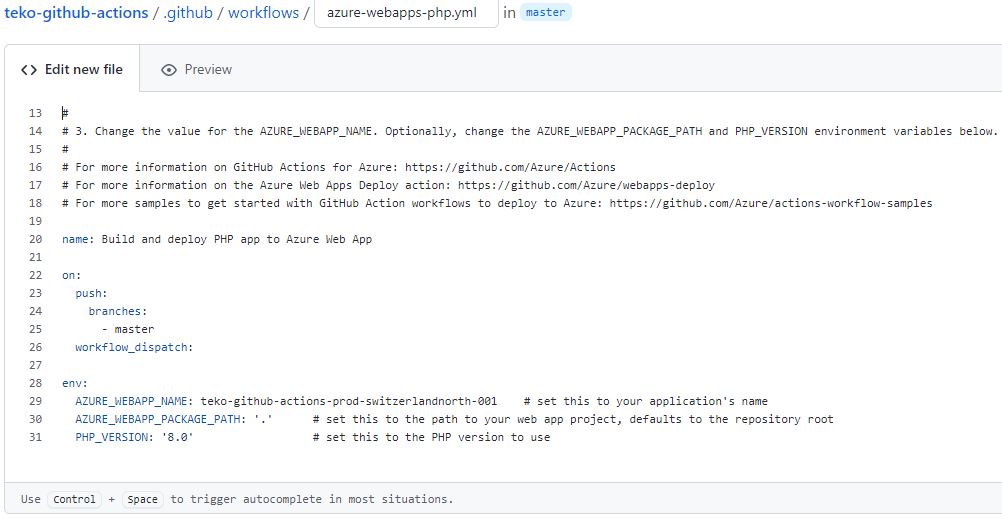 teko-github-actions / .github / workflows / azure-webapps-php.yml in master
<> Edit new file Preview
13 #
14 # 3. Change the value for the AZURE_WEBAPP_NAME. Optionally, change the AZURE_WEBAPP_PACKAGE_PATH and PHP_VERSION environment variables below.
15 #
16 # For more information on GitHub Actions for Azure: https://github.com/Azure/Actions
17 # For more information on the Azure Web Apps Deploy action: https://github.com/Azure/webapps-deploy
18 # For more samples to get started with GitHub Action workflows to deploy to Azure: https://github.com/Azure/actions-workflow-samples
19
20 name: Build and deploy PHP app to Azure Web App
21
22 on:
23   push:
24     branches:
25       - master
26   workflow_dispatch:
27
28 env:
29   AZURE_WEBAPP_NAME: teko-github-actions-prod-switzerlandnorth-001    # set this to your application's name
30   AZURE_WEBAPP_PACKAGE_PATH: '.'      # set this to the path to your web app project, defaults to the repository root
31   PHP_VERSION: '8.0'                  # set this to the PHP version to use
Use Control + Space to trigger autocomplete in most situations.